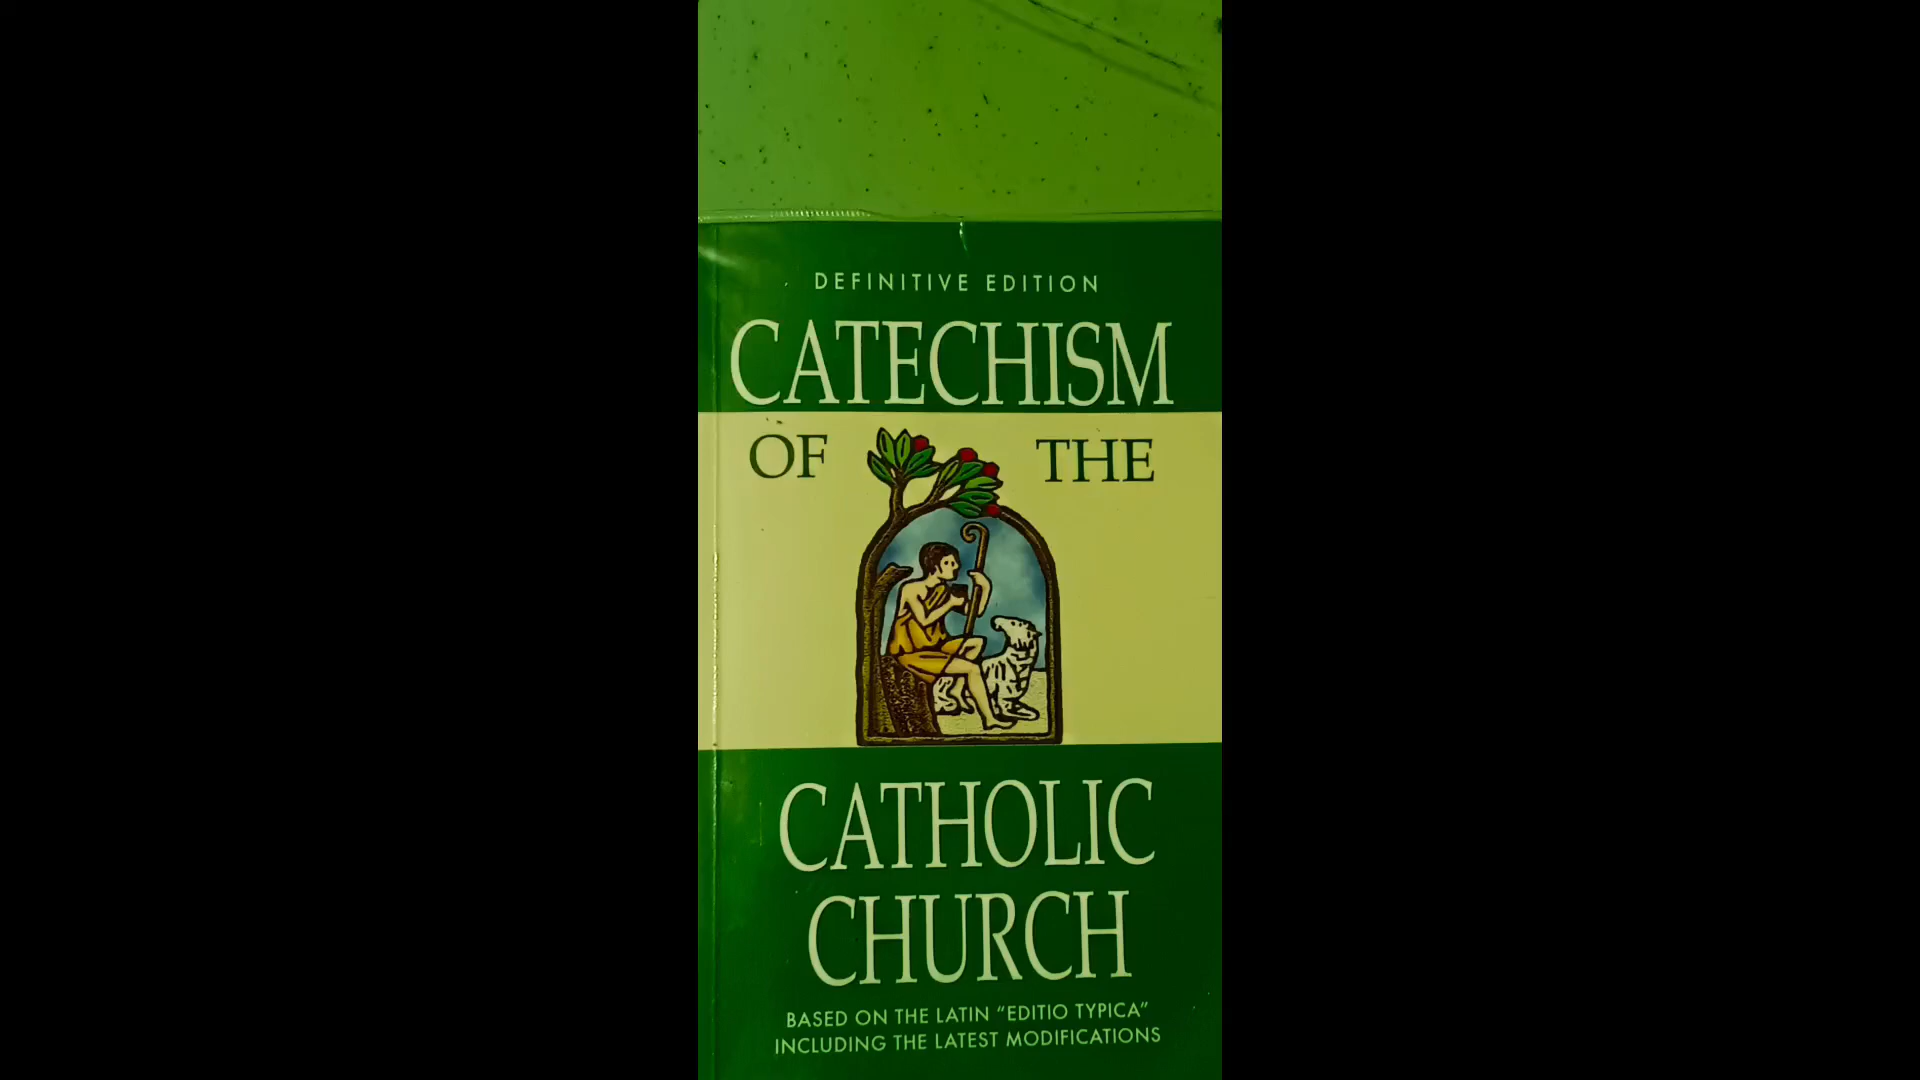 DEFINITIVE EDITION
CATECHISM
OF THE
CATHOLIC
CHURCH
BASED ON THE LATIN “EDITIO TYPICA”
INCLUDING THE LATEST MODIFICATIONS